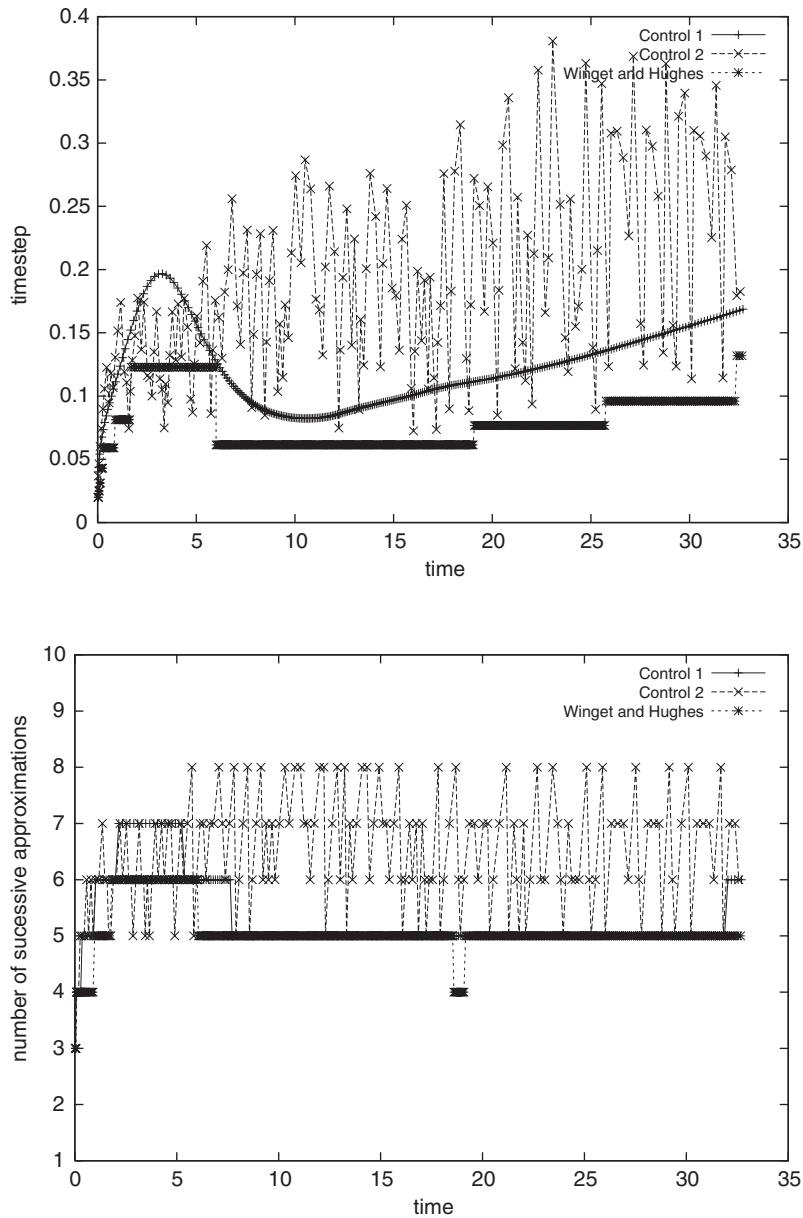 0.4
0.35
0.3
0.25
0.2
0.15
0.1
0.05
0
timestep
Control 1
Control 2
Winget and Hughes
0 5 10 15 20 25 30 35
time
10
9
8
7
6
5
4
3
2
1
number of sucessive approximations
Control 1
Control 2
Winget and Hughes
0 5 10 15 20 25 30 35
time